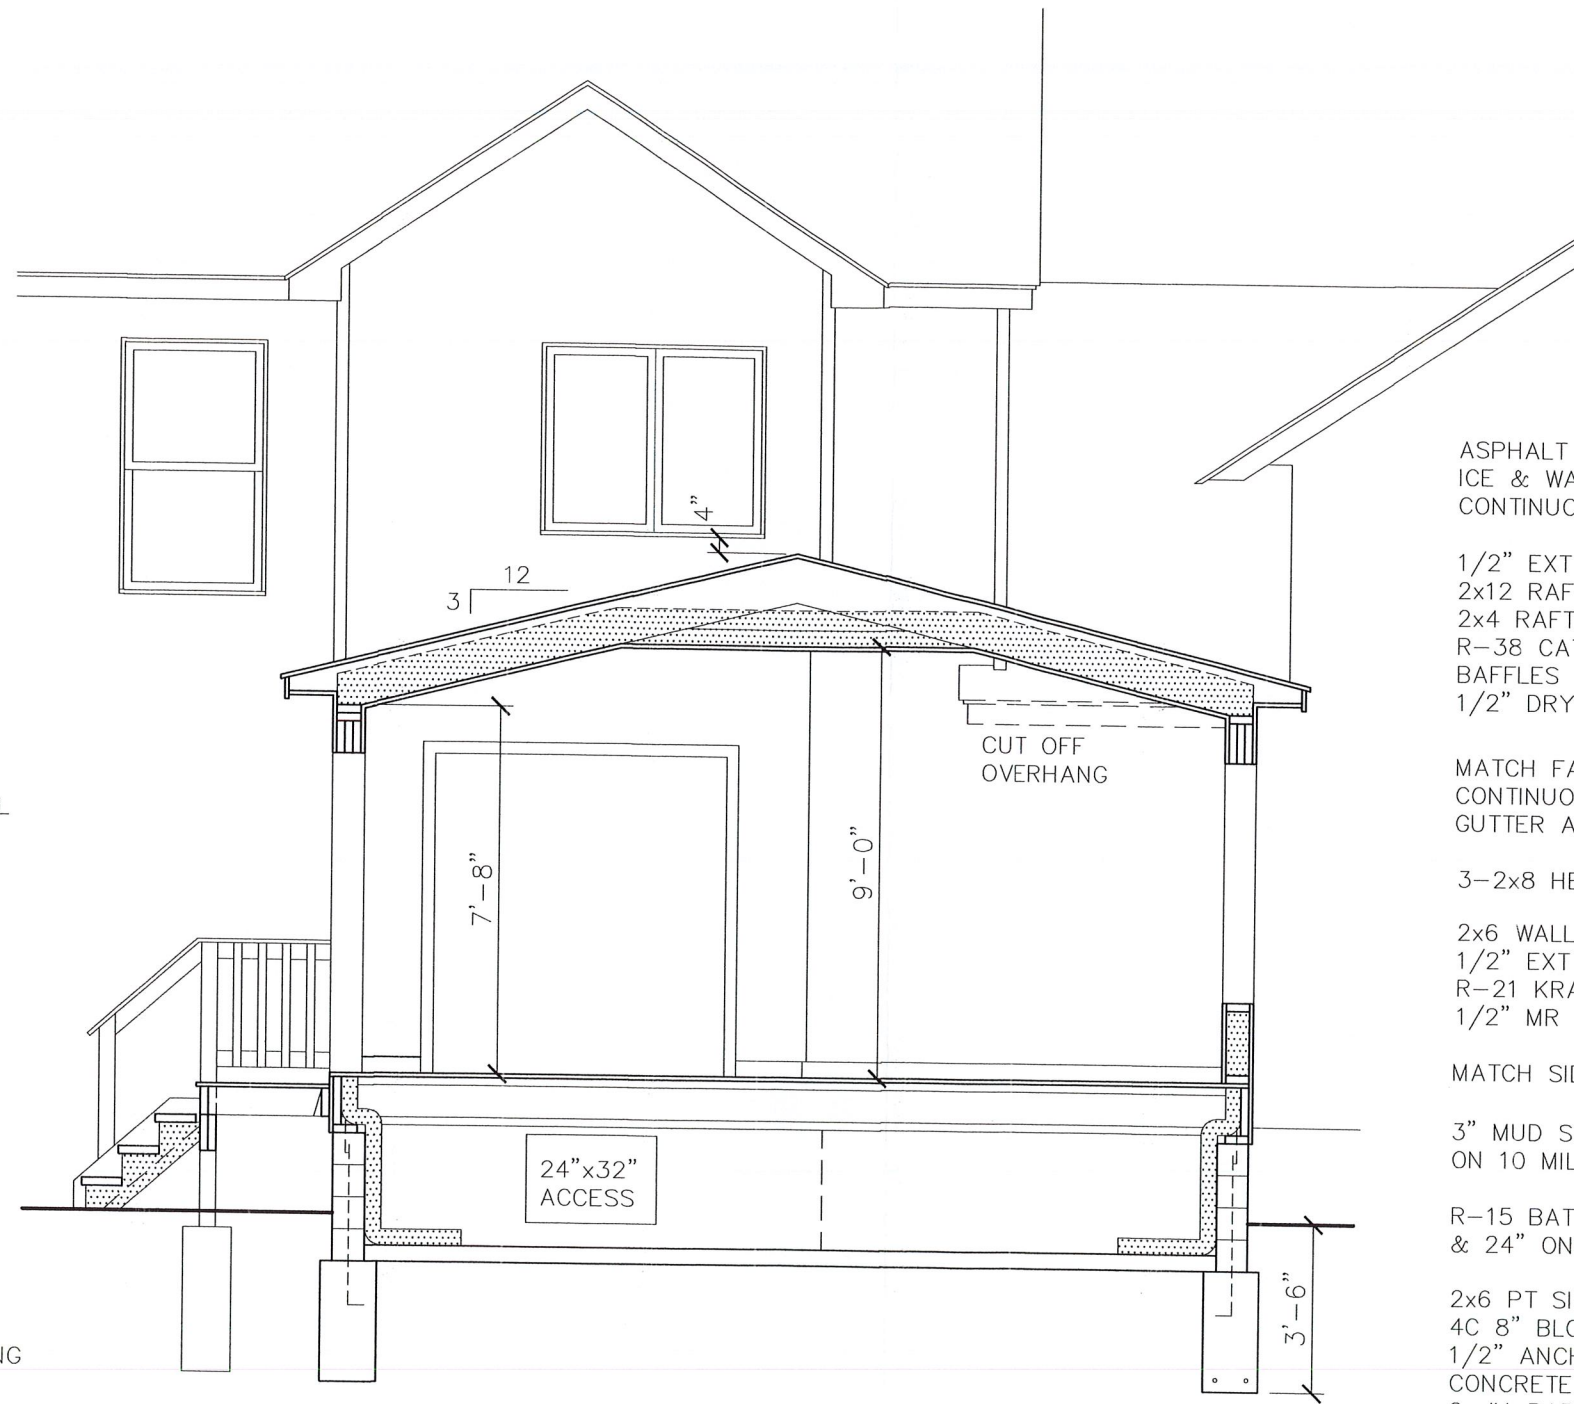 4"
12
3
CUT OFF
OVERHANG
7'-8"
9'-0"
24"x32"
ACCESS
3'-6"
NG
ASPHALT
ICE & WA
CONTINUO
1/2" EXT
2x12 RAF
2x4 RAFT
R-38 CA
BAFFLES
1/2" DRY
MATCH FA
CONTINUO
GUTTER A
3-2x8 HE
2x6 WALL
1/2" EXT
R-21 KRA
1/2" MR
MATCH SID
3" MUD S
ON 10 MIL
R-15 BAT
& 24" ON
2x6 PT SI
4C 8" BLO
1/2" ANCH
CONCRETE